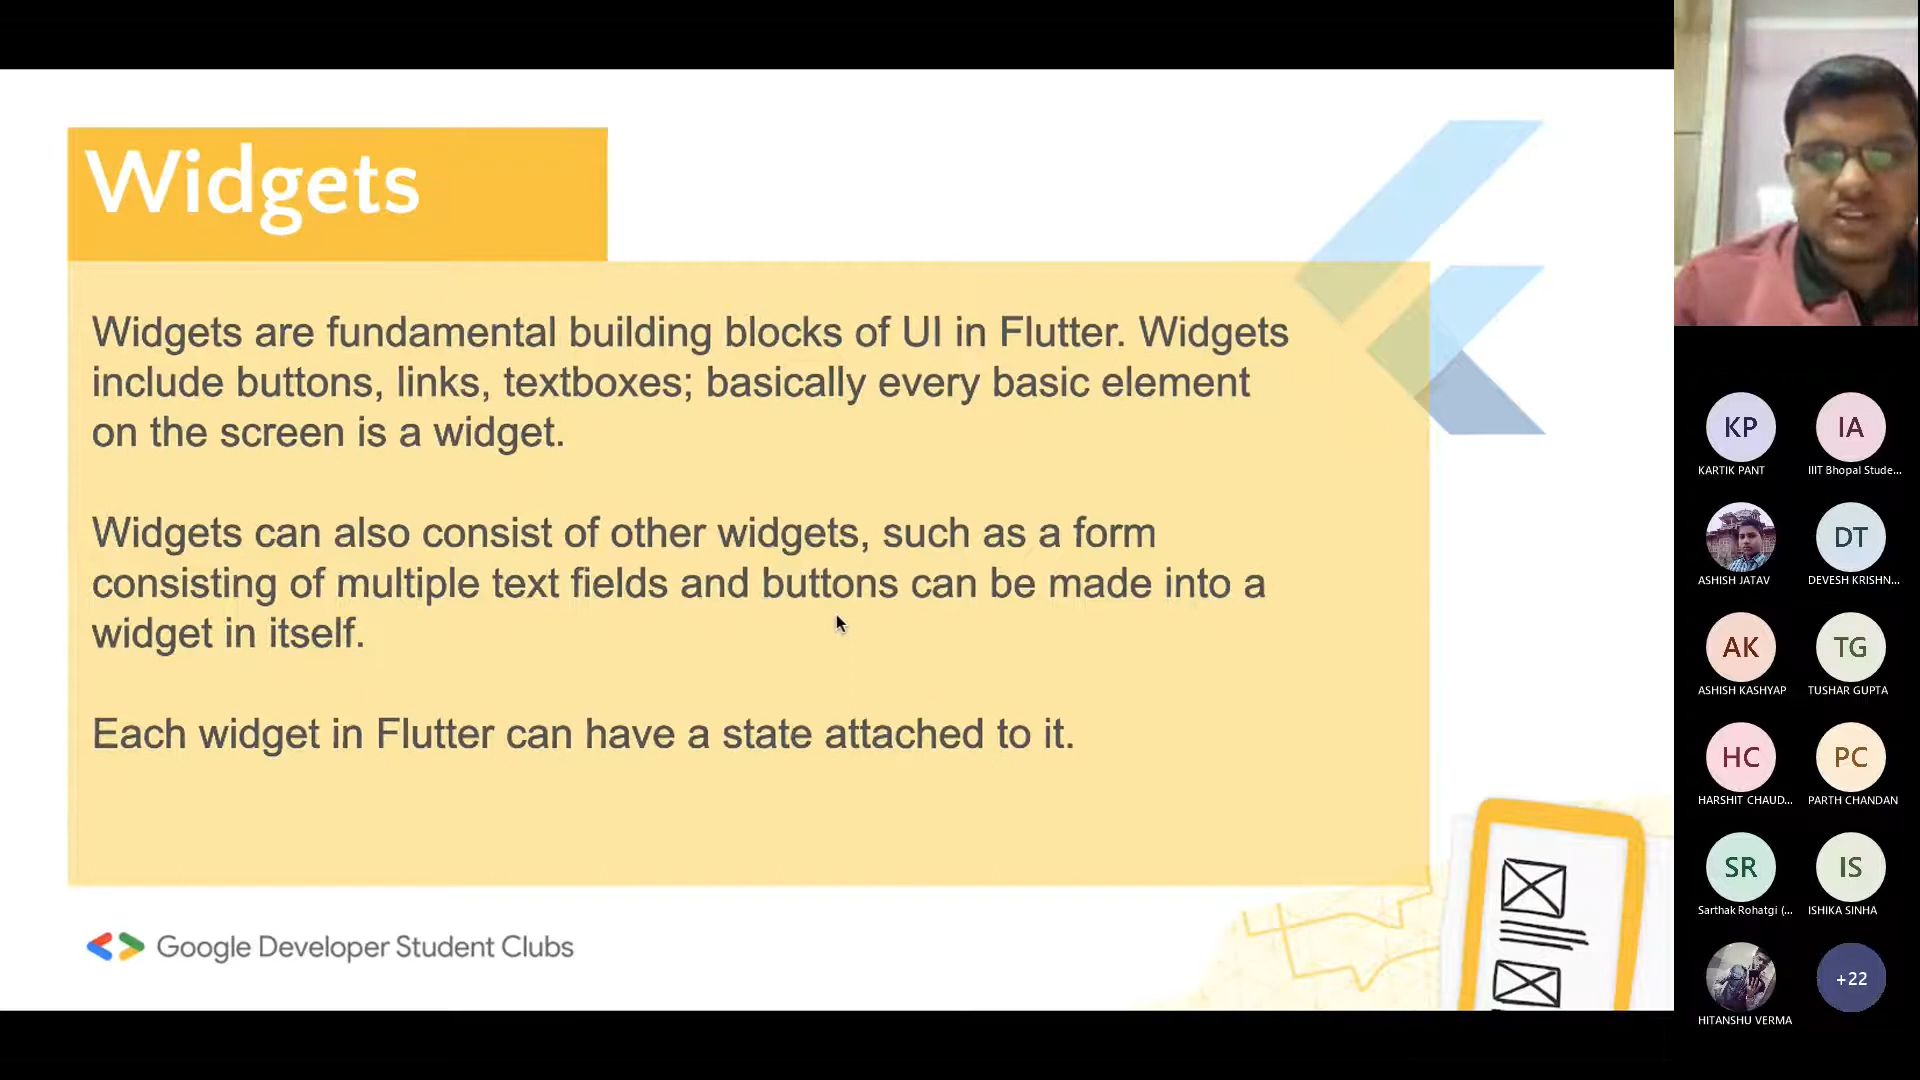 Widgets
Widgets are fundamental building blocks of UI in Flutter. Widgets
include buttons, links, textboxes; basically every basic element
on the screen is a widget.
Widgets can also consist of other widgets, such as a form
consisting of multiple text fields and buttons can be made into a
widget in itself.
Each widget in Flutter can have a state attached to it.
Google Developer Student Clubs
KP
KARTIK PANT
IA
IIIT Bhopal Stude...
ASHISH JATAV
DT
DEVESH KRISHN...
AK
ASHISH KASHYAP
TG
TUSHAR GUPTA
HC
HARSHIT CHAUD...
PC
PARTH CHANDAN
SR
Sarthak Rohatgi (...
IS
ISHIKA SINHA
HITANSHU VERMA
+22